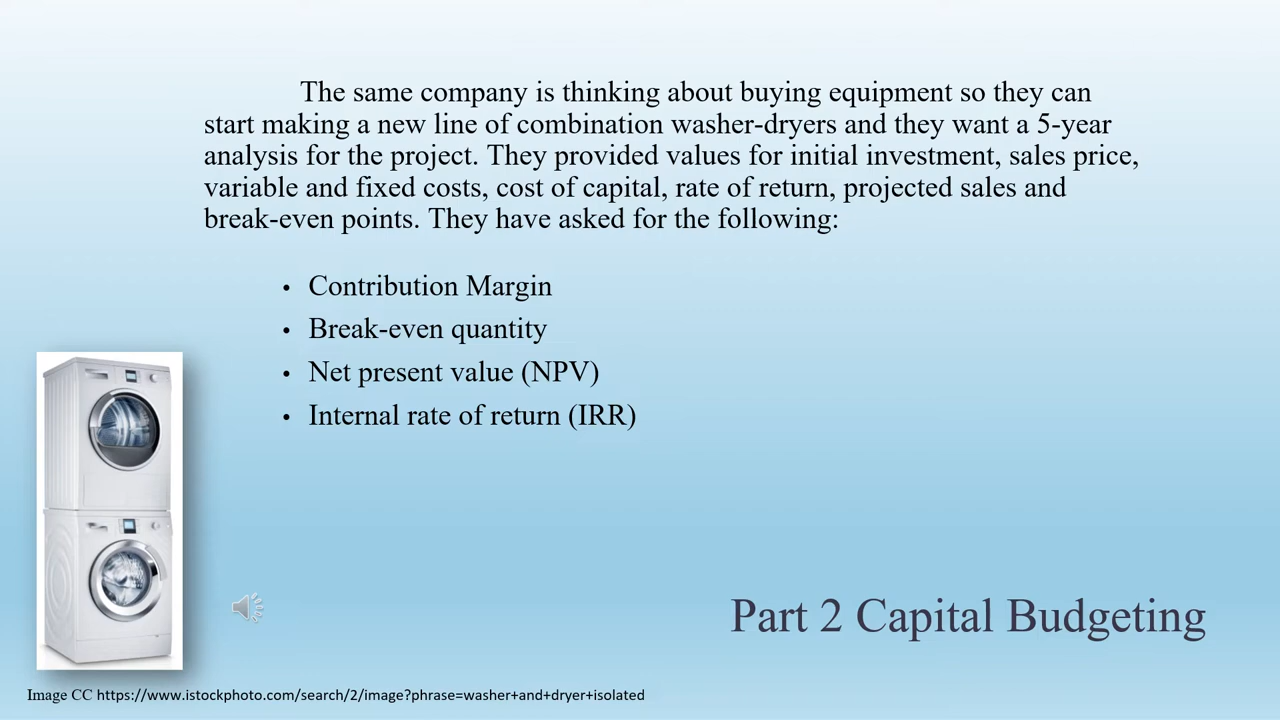 The same company is thinking about buying equipment so they can
start making a new line of combination washer-dryers and they want a 5-year
analysis for the project. They provided values for initial investment, sales price,
variable and fixed costs, cost of capital, rate of return, projected sales and
break-even points. They have asked for the following:
• Contribution Margin
• Break-even quantity
• Net present value (NPV)
• Internal rate of return (IRR)
Part 2 Capital Budgeting
Image CC https://www.istockphoto.com/search/2/image?phrase=washer+and+dryer+isolated